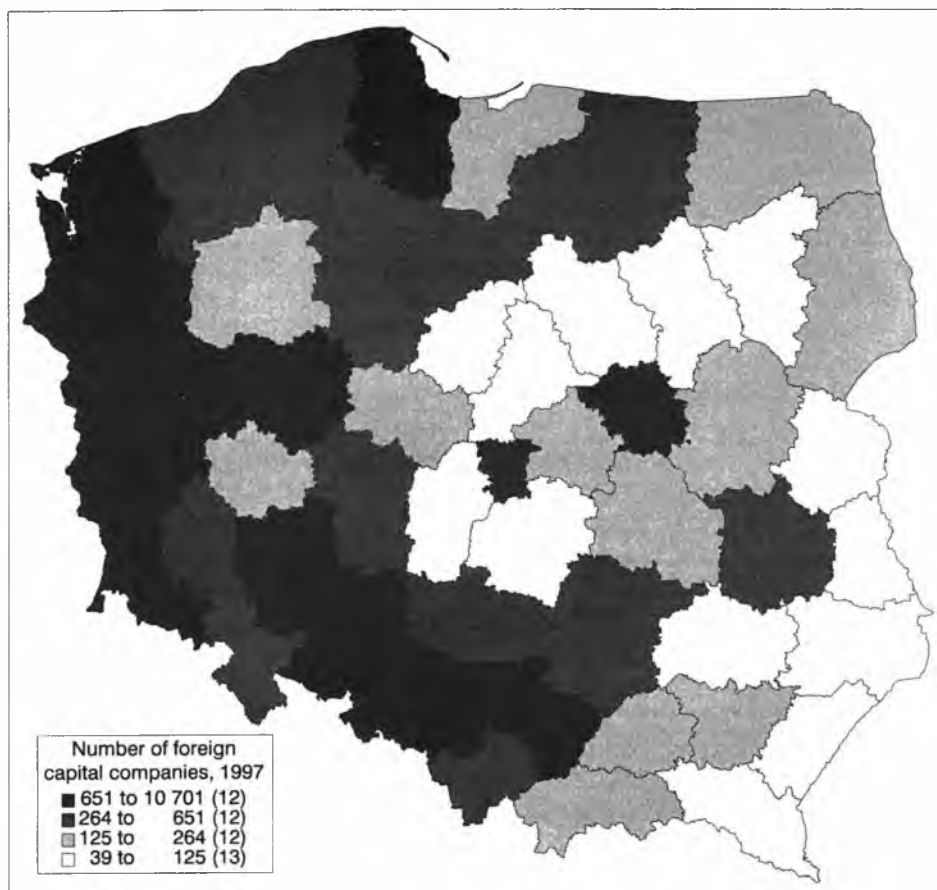 Number of foreign
capital companies, 1997
651 to 10 701 (12)
264 to 651 (12)
125 to 264 (12)
39 to 125 (13)